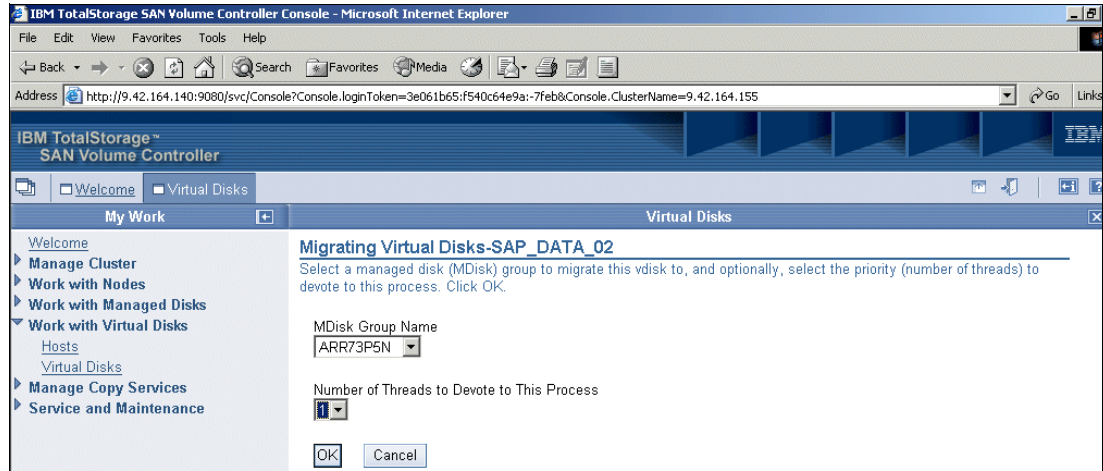 IBM TotalStorage SAN Volume Controller Console - Microsoft Internet Explorer
File Edit View Favorites Tools Help
Back Search Favorites Media
Address http://9.42.164.140:9080/svc/Console?Console.loginToken=3e061b65:f540c64e9a:-7feb&Console.ClusterName=9.42.164.155 Go Links
IBM TotalStorage™
SAN Volume Controller
IBM
Welcome Virtual Disks
My Work
Virtual Disks
Welcome
Manage Cluster
Work with Nodes
Work with Managed Disks
Work with Virtual Disks
Hosts
Virtual Disks
Manage Copy Services
Service and Maintenance
Migrating Virtual Disks-SAP_DATA_02
Select a managed disk (MDisk) group to migrate this vdisk to, and optionally, select the priority (number of threads) to
devote to this process. Click OK.
MDisk Group Name
ARR73P5N
Number of Threads to Devote to This Process
1
OK Cancel